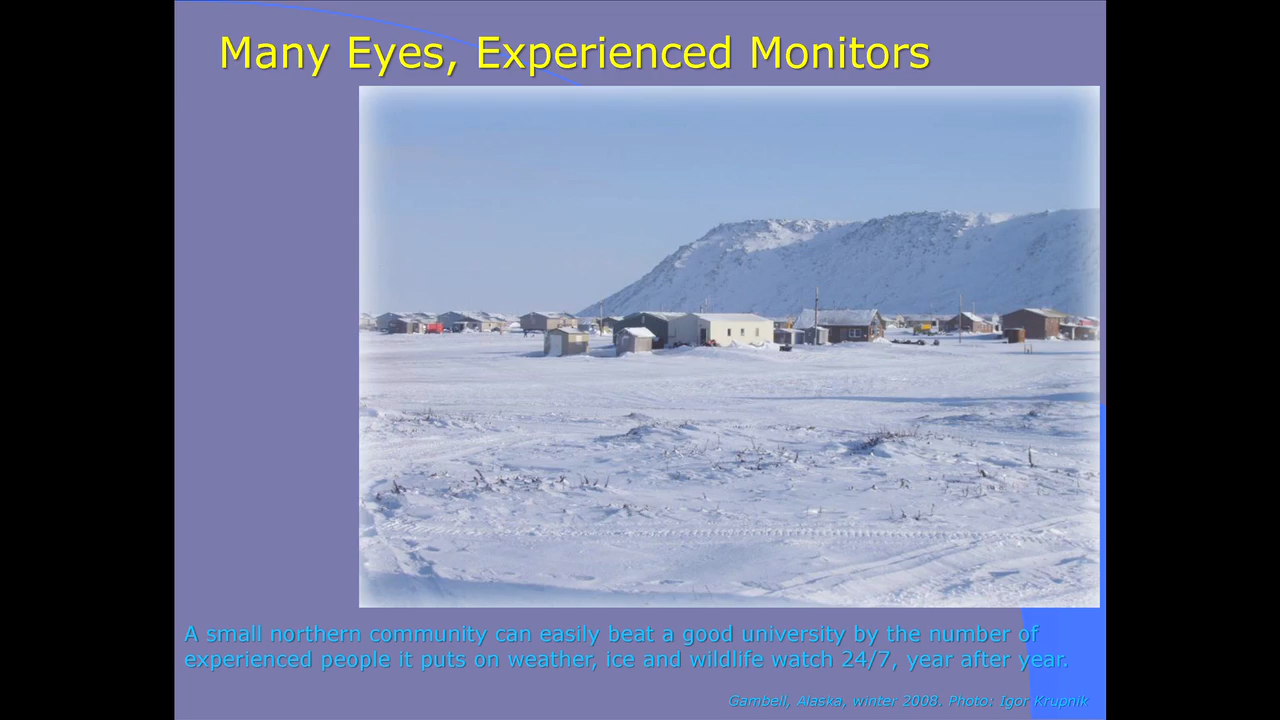 Many Eyes, Experienced Monitors
A small northern community can easily beat a good university by the number of
experienced people it puts on weather, ice and wildlife watch 24/7, year after year.
Gambell, Alaska, winter 2008. Photo: Igor Krupnik